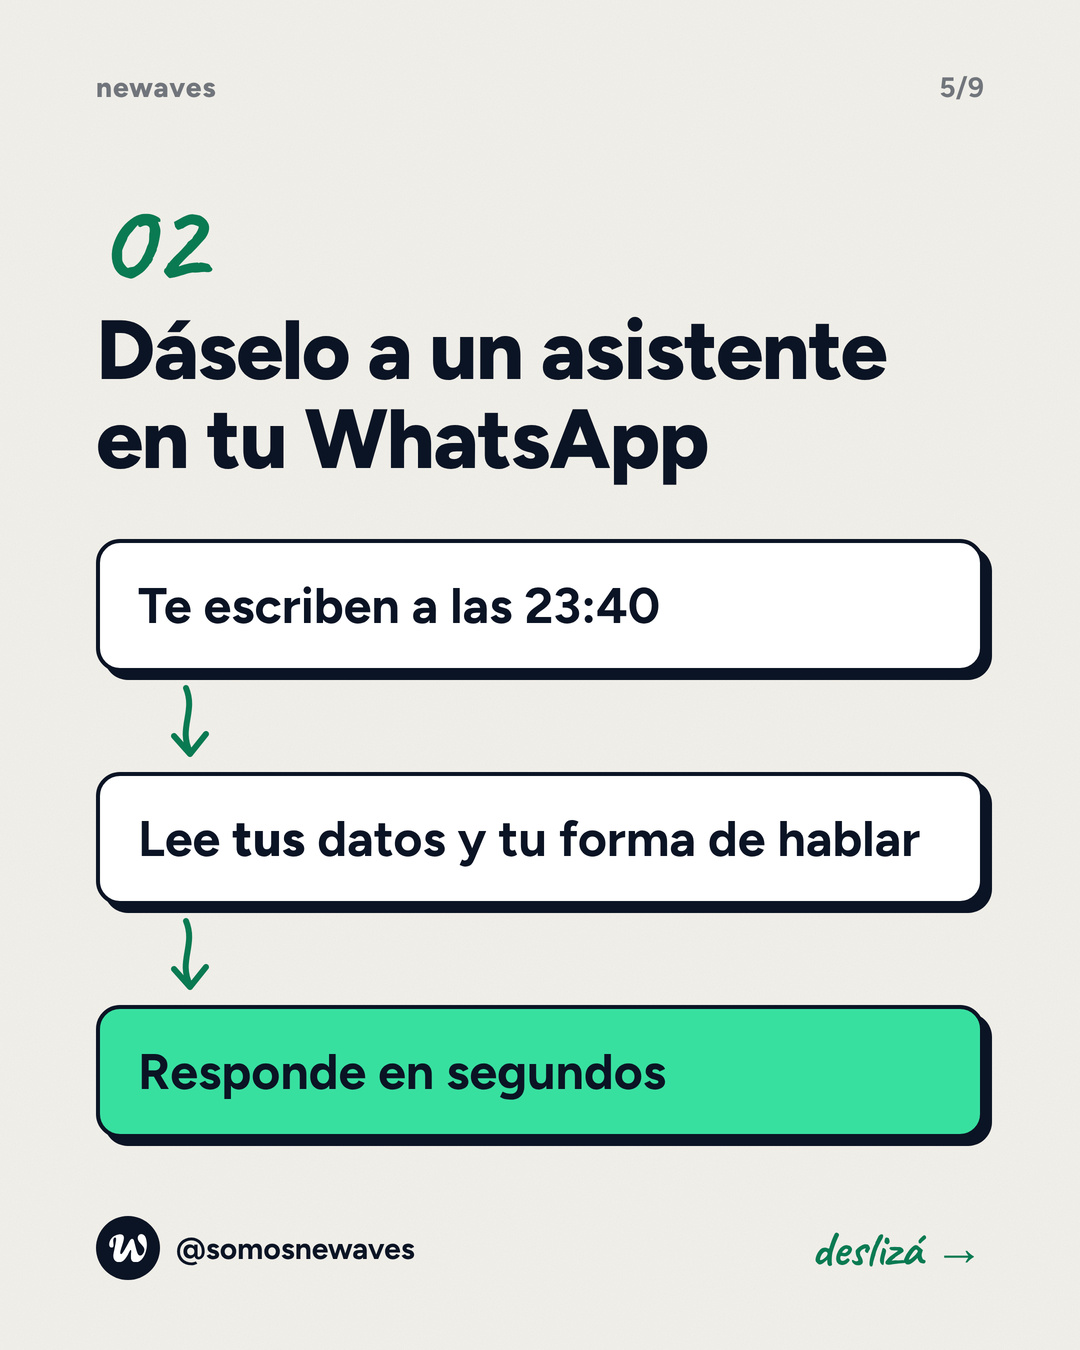 newaves
5/9
02
Dáselo a un asistente
en tu WhatsApp
Te escriben a las 23:40
Lee tus datos y tu forma de hablar
Responde en segundos
w @somosnewaves
deslizá →